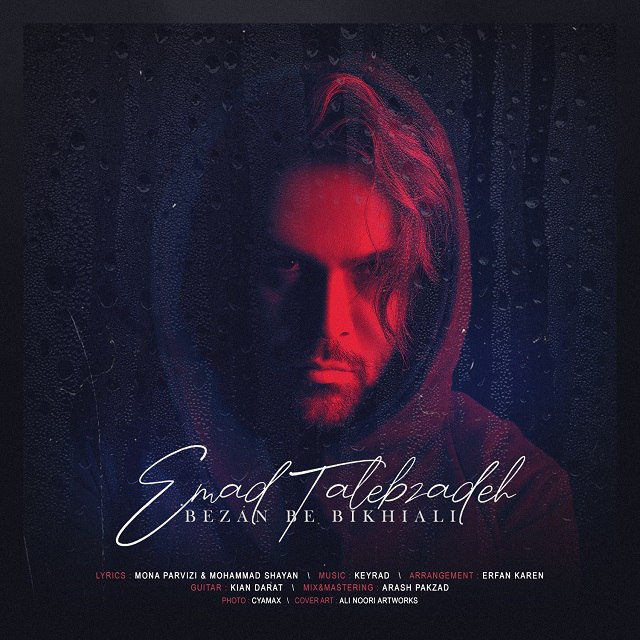 Emad Talebzadeh
BEZAN BE BIKHIALI
LYRICS : MONA PARVIZI & MOHAMMAD SHAYAN \ MUSIC : KEYRAD \ ARRANGEMENT : ERFAN KAREN
GUITAR : KIAN DARAT \ MIX&MASTERING : ARASH PAKZAD
PHOTO : CYAMAX \ COVER ART : ALI NOORI ARTWORKS